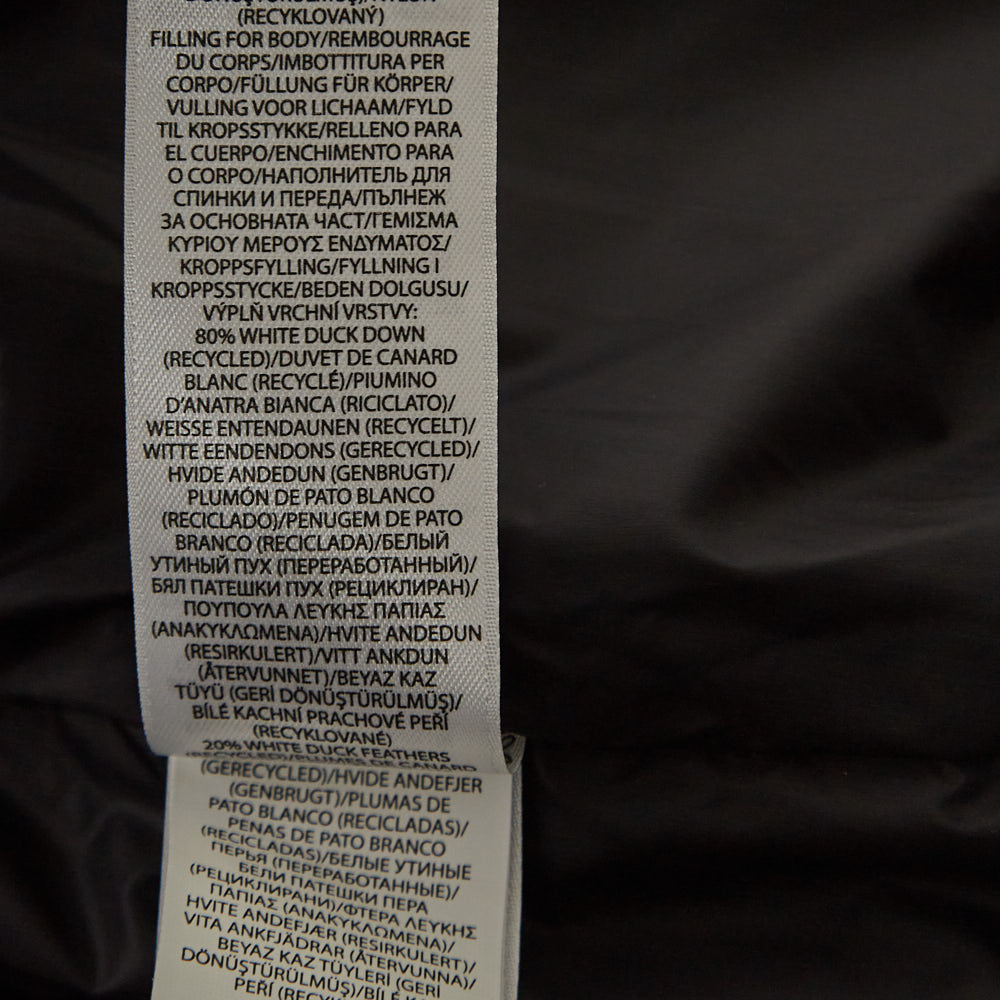 (RECYKLOVANÝ)
FILLING FOR BODY/REMBOURRAGE
DU CORPS/IMBOTTITURA PER
CORPO/FÜLLUNG FÜR KÖRPER/
VULLING VOOR LICHAAM/FYLD
TIL KROPSSTYKKE/RELLENO PARA
EL CUERPO/ENCHIMENTO PARA
O CORPO/НАПОЛНИТЕЛЬ ДЛЯ
СПИНКИ И ПЕРЕДА/ПЪЛНЕЖ
ЗА ОСНОВНАТА ЧАСТ/ΓΕΜΙΣΜΑ
ΚΥΡΙΟΥ ΜΕΡΟΥΣ ΕΝΔΥΜΑΤΟΣ/
KROPPSFYLLING/FYLLNING I
KROPPSSTYCKE/BEDEN DOLGUSU/
VÝPLŇ VRCHNÍ VRSTVY:
80% WHITE DUCK DOWN
(RECYCLED)/DUVET DE CANARD
BLANC (RECYCLÉ)/PIUMINO
D'ANATRA BIANCA (RICICLATO)/
WEISSE ENTENDAUNEN (RECYCELT)/
WITTE EENDENDONS (GERECYCLED)/
HVIDE ANDEDUN (GENBRUGT)/
PLUMÓN DE PATO BLANCO
(RECICLADO)/PENUGEM DE PATO
BRANCO (RECICLADA)/БЕЛЫЙ
УТИНЫЙ ПУХ (ПЕРЕРАБОТАННЫЙ)/
БЯЛ ПАТЕШКИ ПУХ (РЕЦИКЛИРАН)/
ΠΟΥΠΟΥΛΑ ΛΕΥΚΗΣ ΠΑΠΙΑΣ
(ΑΝΑΚΥΚΛΩΜΕΝΑ)/HVITE ANDEDUN
(RESIRKULERT)/VITT ANKDUN
(ÅTERVUNNET)/BEYAZ KAZ
TÜYÜ (GERİ DÖNÜŞTÜRÜLMÜŞ)/
BÍLÉ KACHNÍ PRACHOVÉ PEŘÍ
(RECYKLOVANÉ)
20% WHITE DUCK FEATHERS
(RECYCLED)/PLUMES DE CANARD
(GERECYCLED)/HVIDE ANDEFJER
(GENBRUGT)/PLUMAS DE
PATO BLANCO (RECICLADAS)/
PENAS DE PATO BRANCO
(RECICLADAS)/БЕЛЫЕ УТИНЫЕ
ПЕРЬЯ (ПЕРЕРАБОТАННЫЕ)/
БЕЛИ ПАТЕШКИ ПЕРА
(РЕЦИКЛИРАНИ)/ΦΤΕΡΑ ΛΕΥΚΗΣ
ΠΑΠΙΑΣ (ΑΝΑΚΥΚΛΩΜΕΝΑ)/
HVITE ANDEFJÆR (RESIRKULERT)/
VITA ANKFJÄDRAR (ÅTERVUNNA)/
BEYAZ KAZ TÜYLERİ (GERİ
DÖNÜŞTÜRÜLMÜŞ)/BÍLÉ KA
PEŘÍ